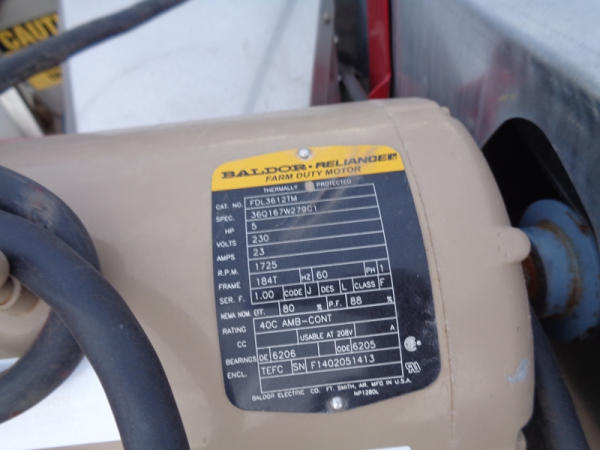 CAUT
BALDOR · RELIANCER
FARM DUTY MOTOR
THERMALLY PROTECTED
CAT. NO. FDL3612TM
SPEC. 36Q167W279G1
HP 5
VOLTS 230
AMPS 23
R.P.M. 1725
FRAME 184T HZ 60 PH 1
SER. F. 1.00 CODE J DES L CLASS F
NEMA NOM. EFF. 80 % P.F. 88 %
RATING 40C AMB-CONT
CC USABLE AT 208V A
BEARINGS DE 6206 ODE 6205
ENCL. TEFC SN F1402051413
BALDOR ELECTRIC CO. FT. SMITH, AR. MFG IN U.S.A.
NP1280L